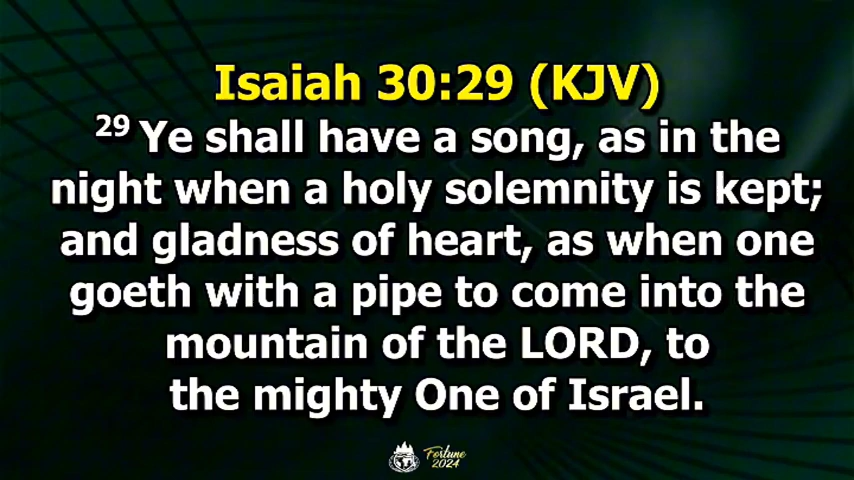 Isaiah 30:29 (KJV)
29 Ye shall have a song, as in the
night when a holy solemnity is kept;
and gladness of heart, as when one
goeth with a pipe to come into the
mountain of the LORD, to
the mighty One of Israel.
Fortune
2024